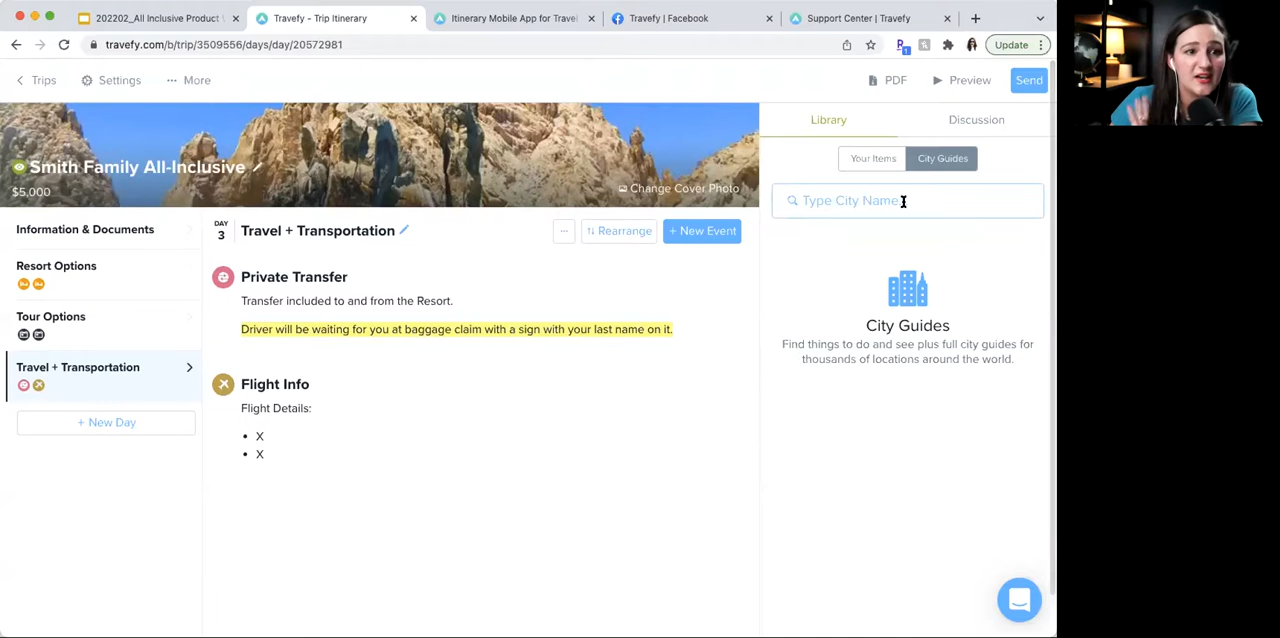 202202_All Inclusive Product
Travefy - Trip Itinerary
Itinerary Mobile App for Travel
Travefy | Facebook
Support Center | Travefy
travefy.com/b/trip/3509556/days/day/20572981
1
Update
Trips
Settings
More
PDF
Preview
Send
Smith Family All-Inclusive
$5,000
Change Cover Photo
Library
Discussion
Your Items
City Guides
Type City Name
Information & Documents
DAY
3
Travel + Transportation
Rearrange
+ New Event
Resort Options
Private Transfer
Transfer included to and from the Resort.
Tour Options
Driver will be waiting for you at baggage claim with a sign with your last name on it.
City Guides
Find things to do and see plus full city guides for
thousands of locations around the world.
Travel + Transportation
Flight Info
Flight Details:
+ New Day
• X
• X